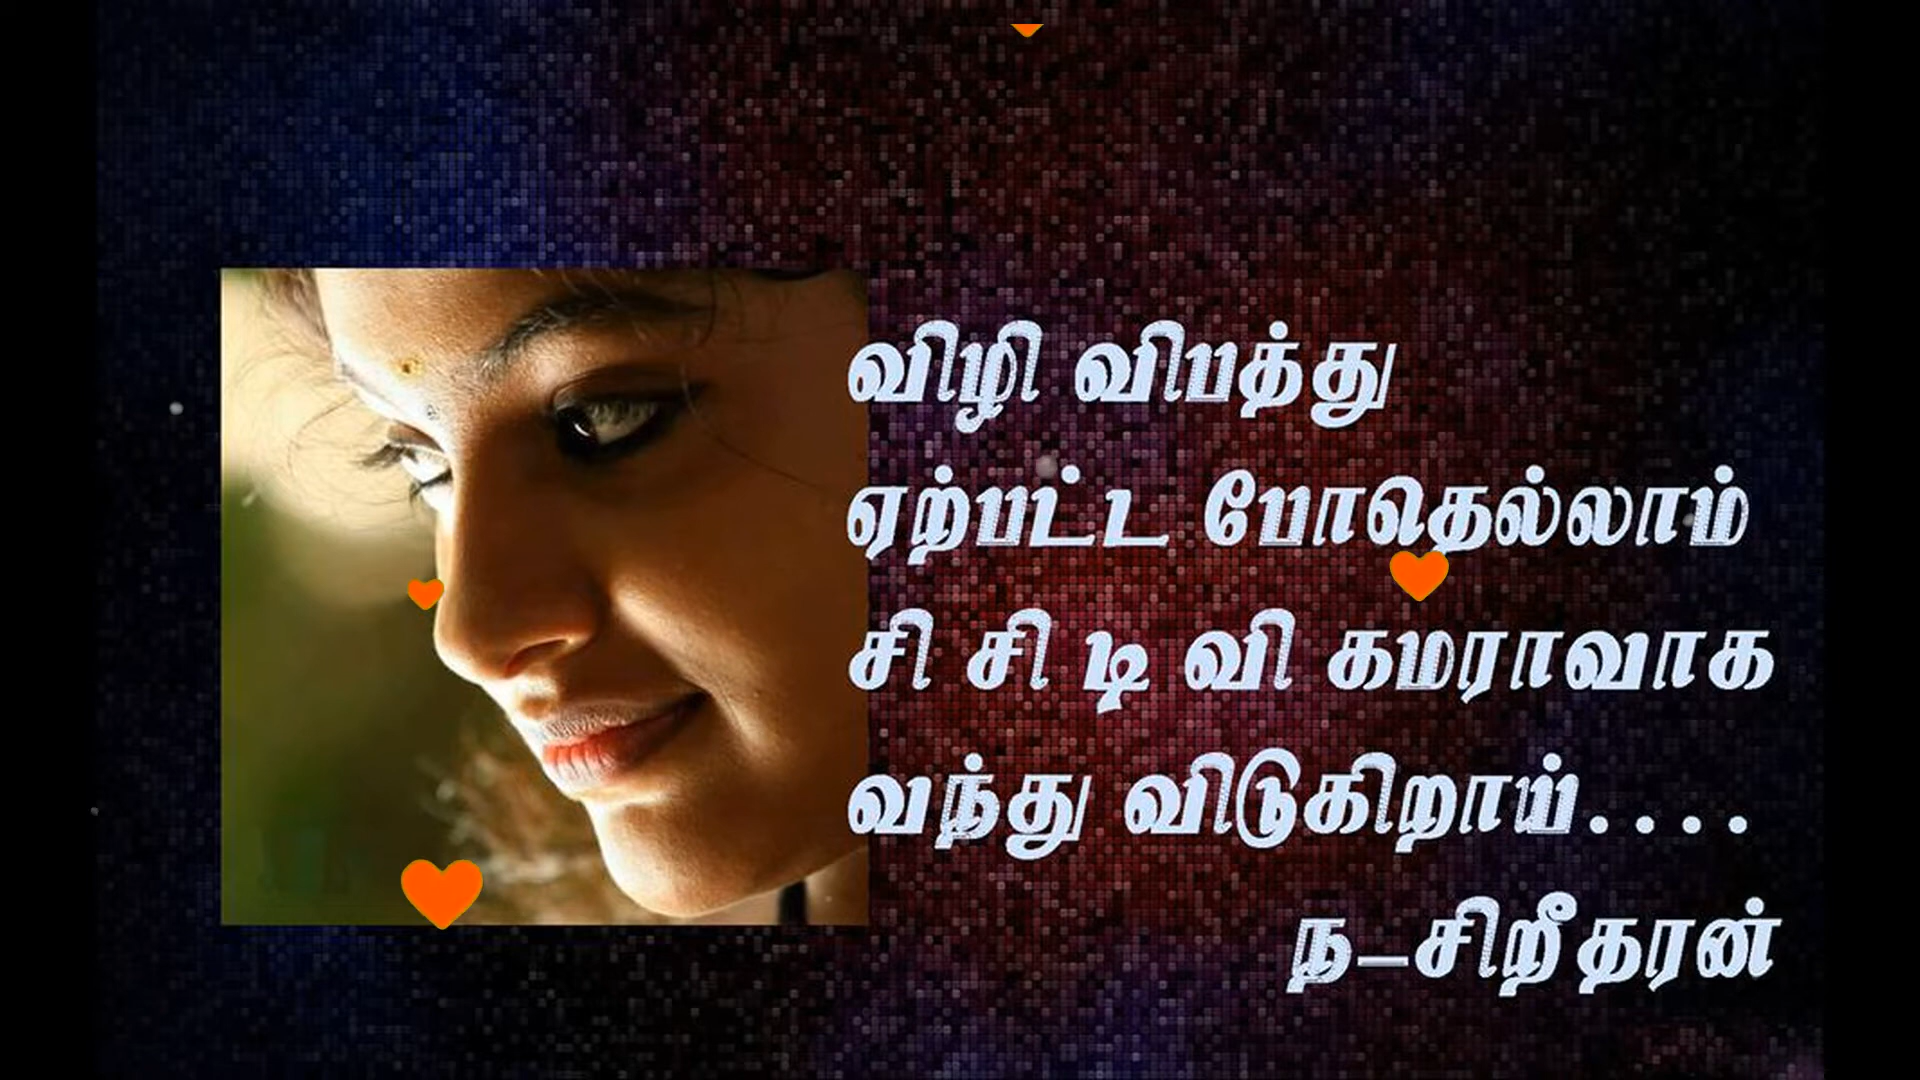 விழி விபத்து
ஏற்பட்ட போதெல்லாம்
சி சி டி வி கமராவாக
வந்து விடுகிறாய்....
ந-சிறீதரன்